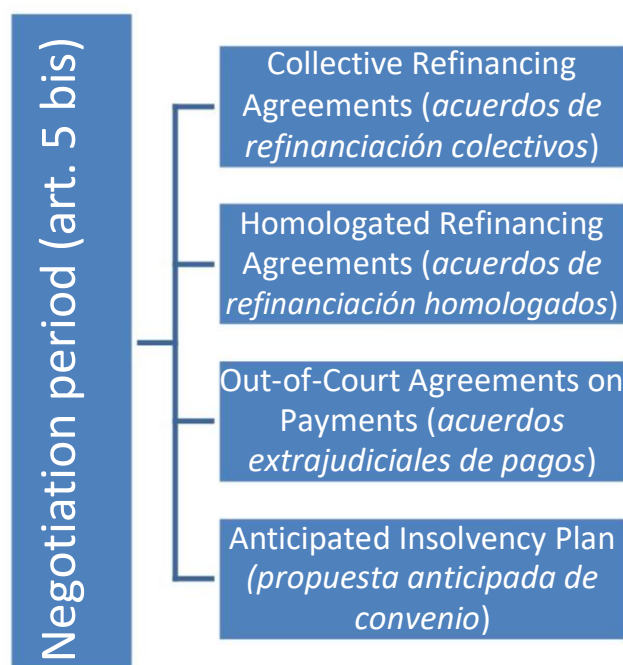 Negotiation period (art. 5 bis)
Collective Refinancing
Agreements (acuerdos de
refinanciación colectivos)
Homologated Refinancing
Agreements (acuerdos de
refinanciación homologados)
Out-of-Court Agreements on
Payments (acuerdos
extrajudiciales de pagos)
Anticipated Insolvency Plan
(propuesta anticipada de
convenio)